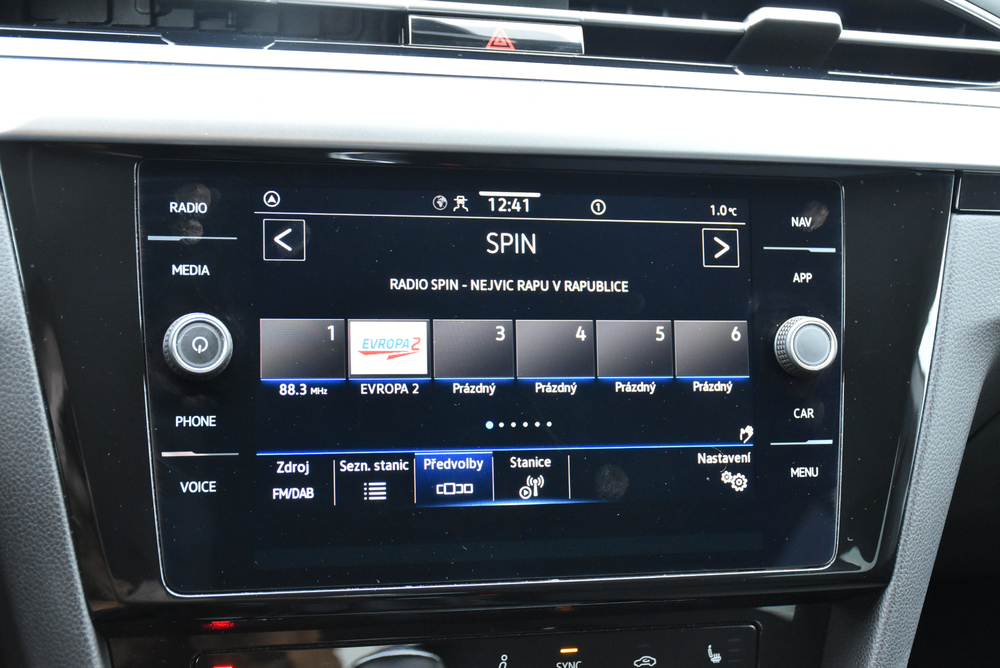 RADIO
MEDIA
PHONE
VOICE
12:41
1
1.0°C
<
SPIN
>
RADIO SPIN - NEJVIC RAPU V RAPUBLICE
1 EVROPA 2 3 4 5 6
88.3 MHz EVROPA 2 Prázdný Prázdný Prázdný Prázdný
Zdroj Sezn. stanic Předvolby Stanice Nastavení
FM/DAB
NAV
APP
CAR
MENU
SYNC